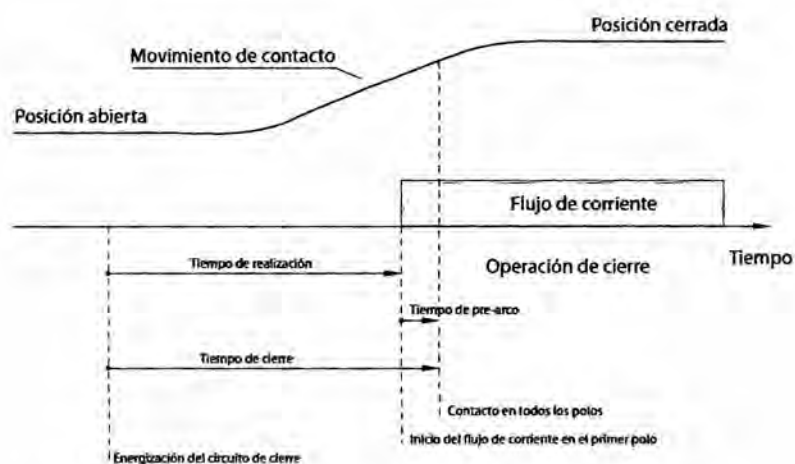 Posición cerrada
Movimiento de contacto
Posición abierta
Flujo de corriente
Tiempo
Tiempo de realización
Operación de cierre
Tiempo de pre-arco
Tiempo de cierre
Contacto en todos los polos
Inicio del flujo de corriente en el primer polo
Energización del circuito de cierre